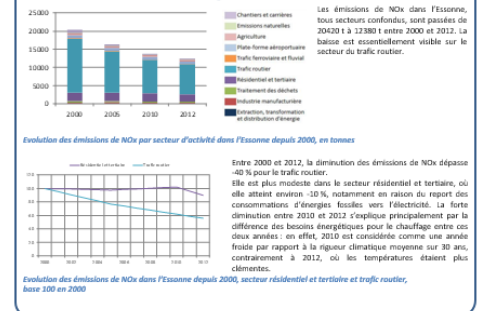 25000
20000
15000
10000
5000
0
2000
2005
2010
2012
Chantiers et carrières
Emissions naturelles
Agriculture
Plate-forme aéroportuaire
Trafic ferroviaire et fluvial
Trafic routier
Résidentiel et tertiaire
Traitement des déchets
Industrie manufacturière
Extraction, transformation
et distribution d'énergie
Les émissions de NOx dans l'Essonne,
tous secteurs confondus, sont passées de
20420 t à 12380 t entre 2000 et 2012. La
baisse est essentiellement visible sur le
secteur du trafic routier.
Evolution des émissions de NOx par secteur d'activité dans l'Essonne depuis 2000, en tonnes
Résidentiel et tertiaire
Trafic routier
Entre 2000 et 2012, la diminution des émissions de NOx dépasse
-40 % pour le trafic routier.
Elle est plus modeste dans le secteur résidentiel et tertiaire, où
elle atteint environ -10 %, notamment en raison du report des
consommations d'énergies fossiles vers l'électricité. La forte
diminution entre 2010 et 2012 s'explique principalement par la
différence des besoins énergétiques pour le chauffage entre ces
deux années : en effet, 2010 est considérée comme une année
froide par rapport à la rigueur climatique moyenne sur 30 ans,
contrairement à 2012, où les températures étaient plus
clémentes.
Evolution des émissions de NOx dans l'Essonne depuis 2000, secteur résidentiel et tertiaire et trafic routier,
base 100 en 2000